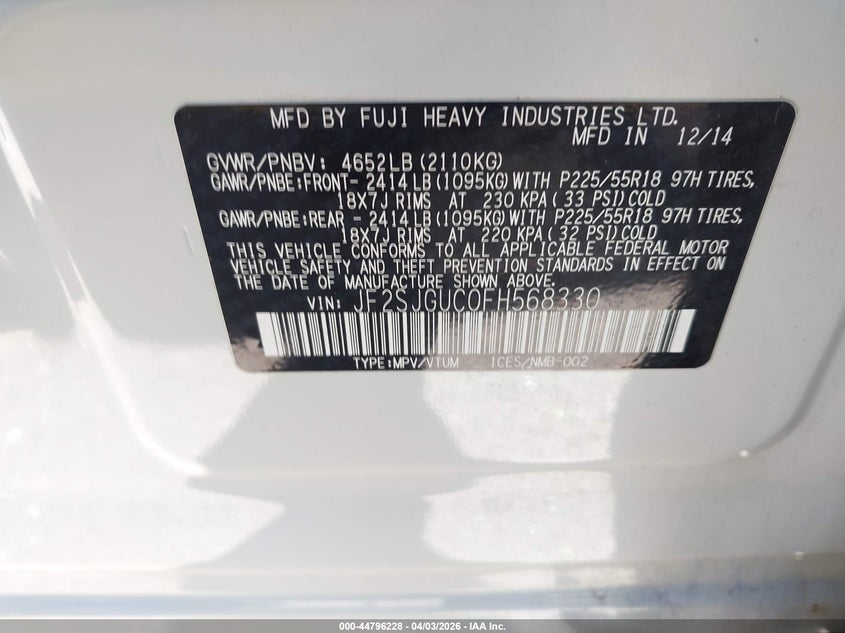 MFD BY FUJI HEAVY INDUSTRIES LTD.
MFD IN 12/14
GVWR/PNBV: 4652LB (2110KG)
GAWR/PNBE:FRONT- 2414LB (1095KG) WITH P225/55R18 97H TIRES,
18X7J RIMS AT 230 KPA (33 PSI) COLD
GAWR/PNBE:REAR - 2414LB (1095KG) WITH P225/55R18 97H TIRES,
18X7J RIMS AT 220 KPA (32 PSI) COLD
THIS VEHICLE CONFORMS TO ALL APPLICABLE FEDERAL MOTOR
VEHICLE SAFETY AND THEFT PREVENTION STANDARDS IN EFFECT ON
THE DATE OF MANUFACTURE SHOWN ABOVE.
VIN: JF2SJGUC0FH568330
TYPE:MPV/VTUM ICES/NMB-002
000-44796228 - 04/03/2026 - IAA Inc.